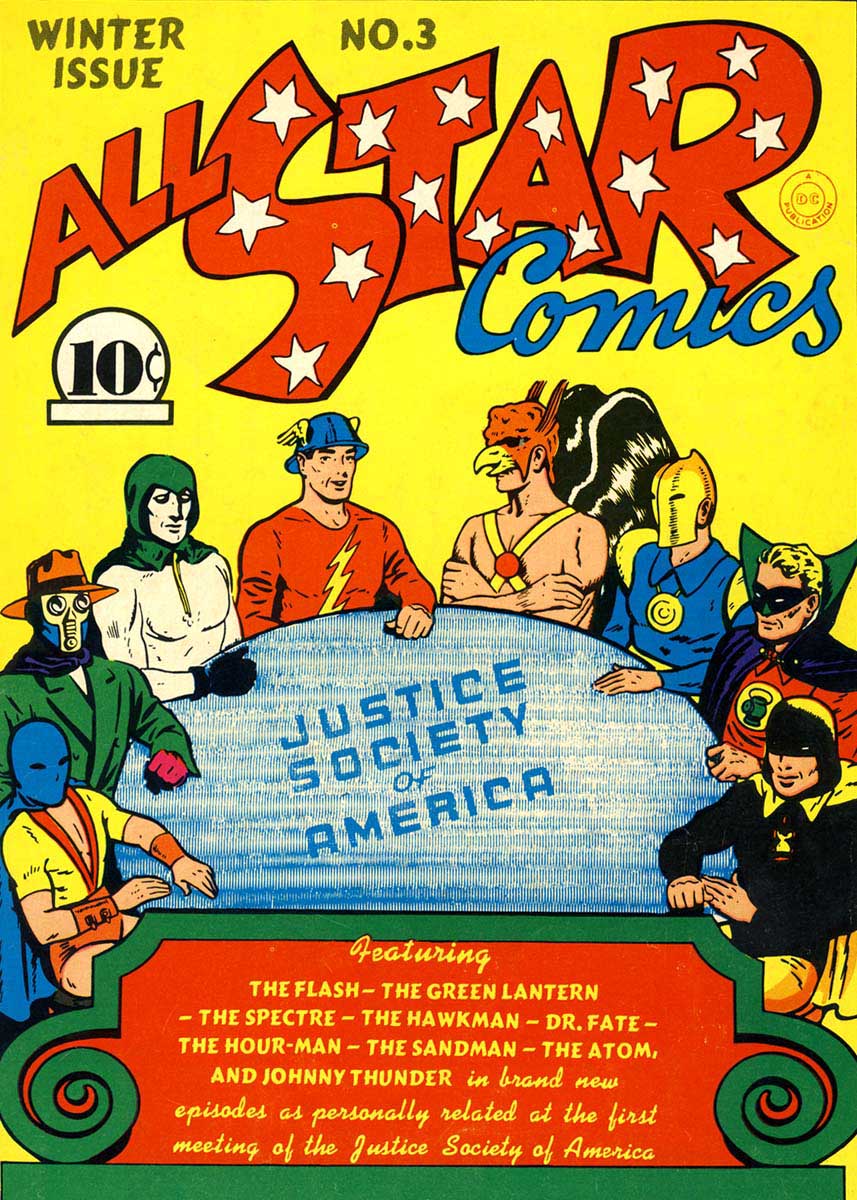 WINTER ISSUE
NO.3
ALL STAR
Comics
A DC PUBLICATION
10¢
JUSTICE
SOCIETY
OF
AMERICA
Featuring
THE FLASH – THE GREEN LANTERN
– THE SPECTRE – THE HAWKMAN – DR. FATE –
THE HOUR-MAN – THE SANDMAN – THE ATOM,
AND JOHNNY THUNDER in brand new
episodes as personally related at the first
meeting of the Justice Society of America